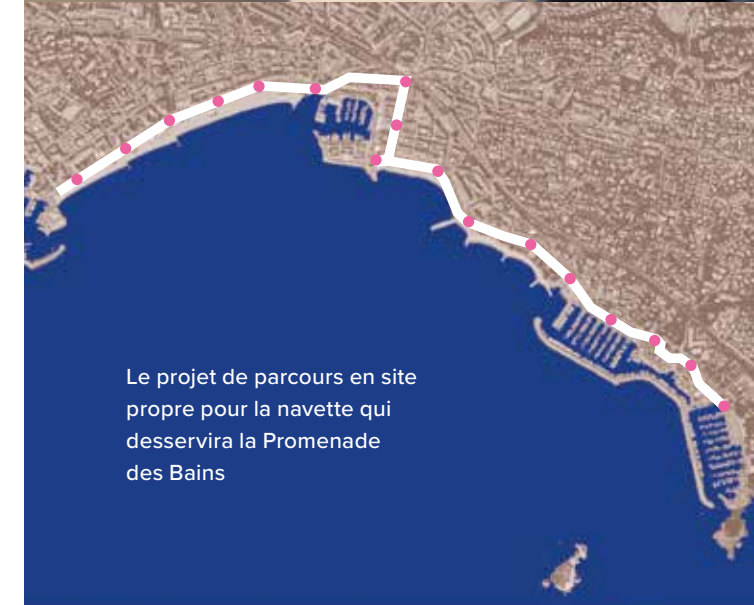 Le projet de parcours en site
propre pour la navette qui
desservira la Promenade
des Bains